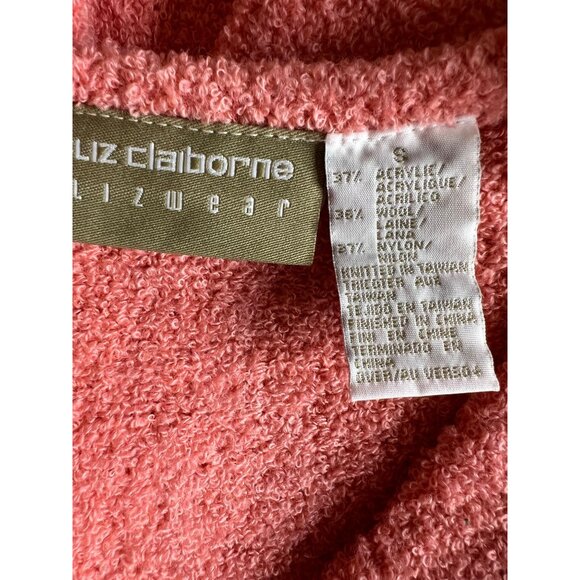 LIZ claiborne
LIZwear
S
37% ACRYLIC/
ACRYLIQUE/
ACRILICO
36% WOOL/
LAINE/
LANA
27% NYLON/
NILON
KNITTED IN TAIWAN
TRICOTER AUX
TAIWAN
TEJIDO EN TAIWAN
FINISHED IN CHINA
FINI EN CHINE
TERMINADO EN
CHINA
OVER/AU VERSO